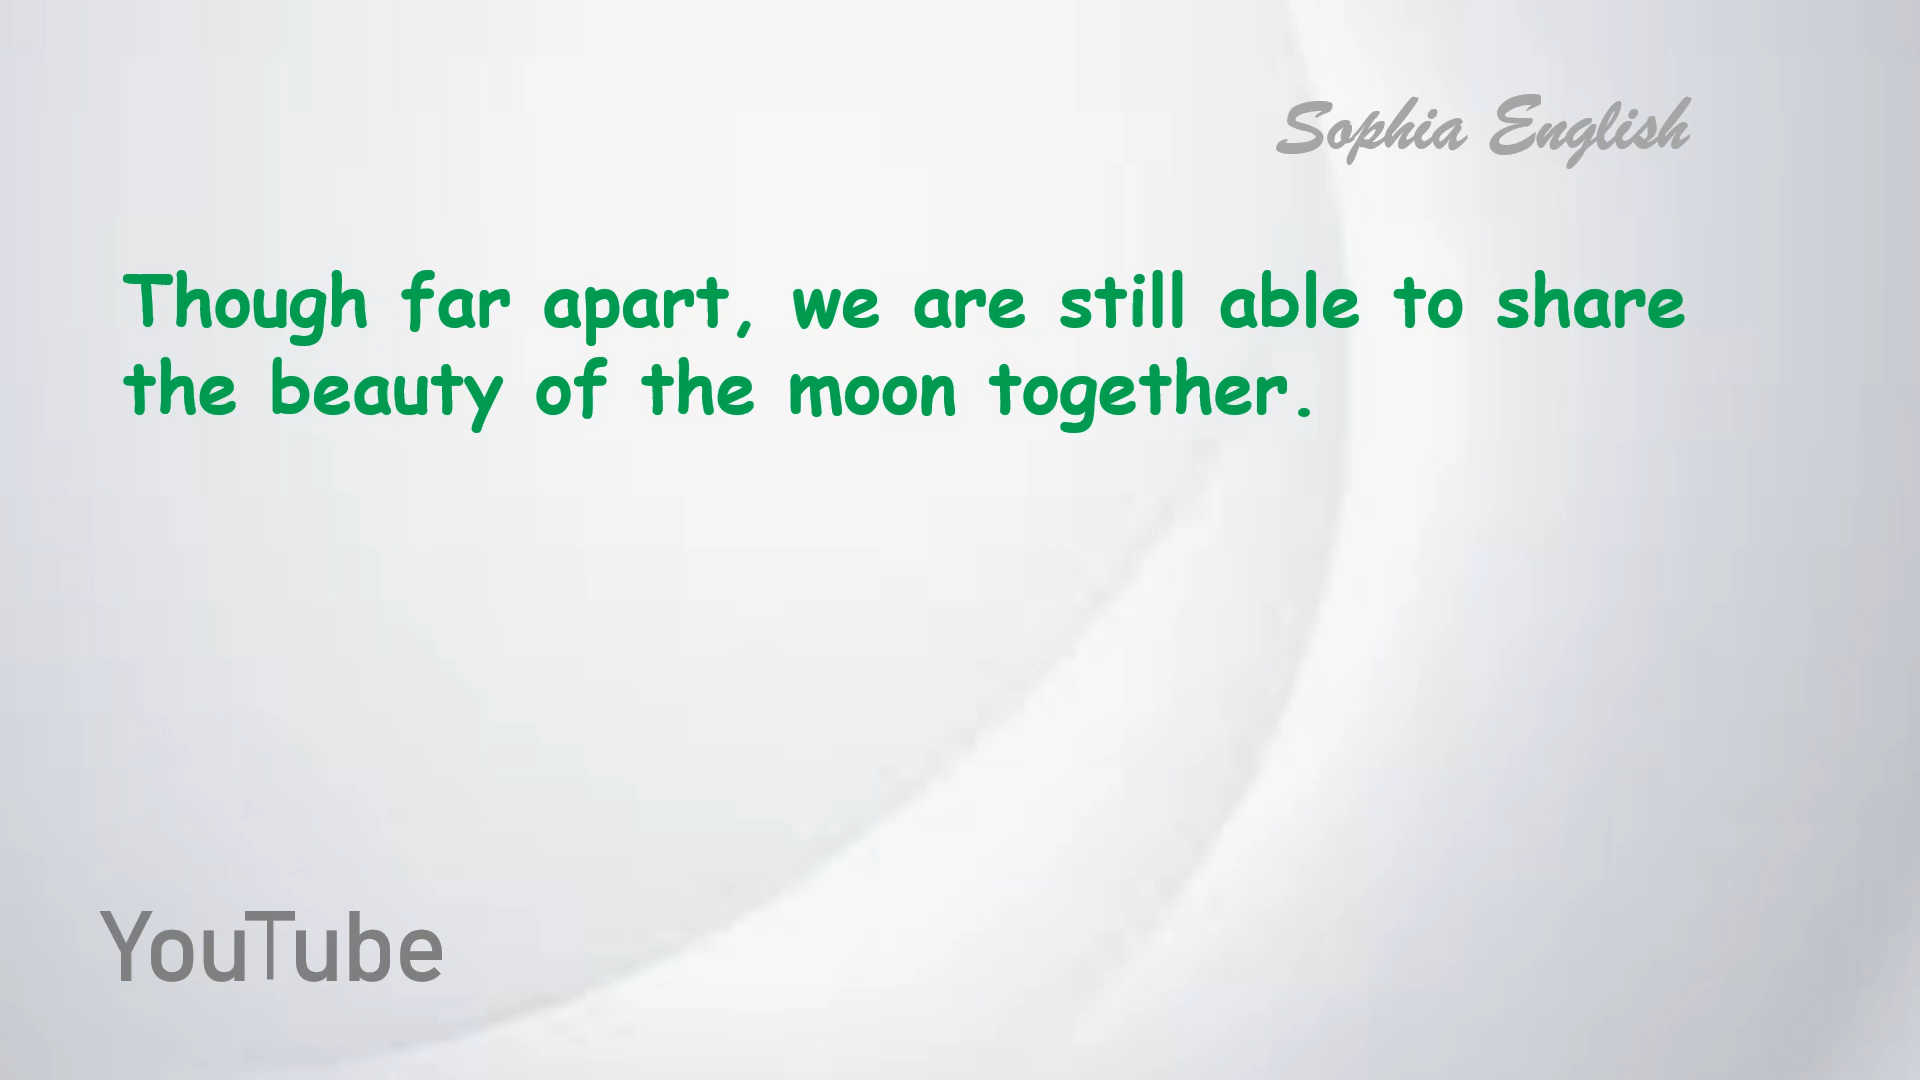 Sophia English
Though far apart, we are still able to share
the beauty of the moon together.
YouTube